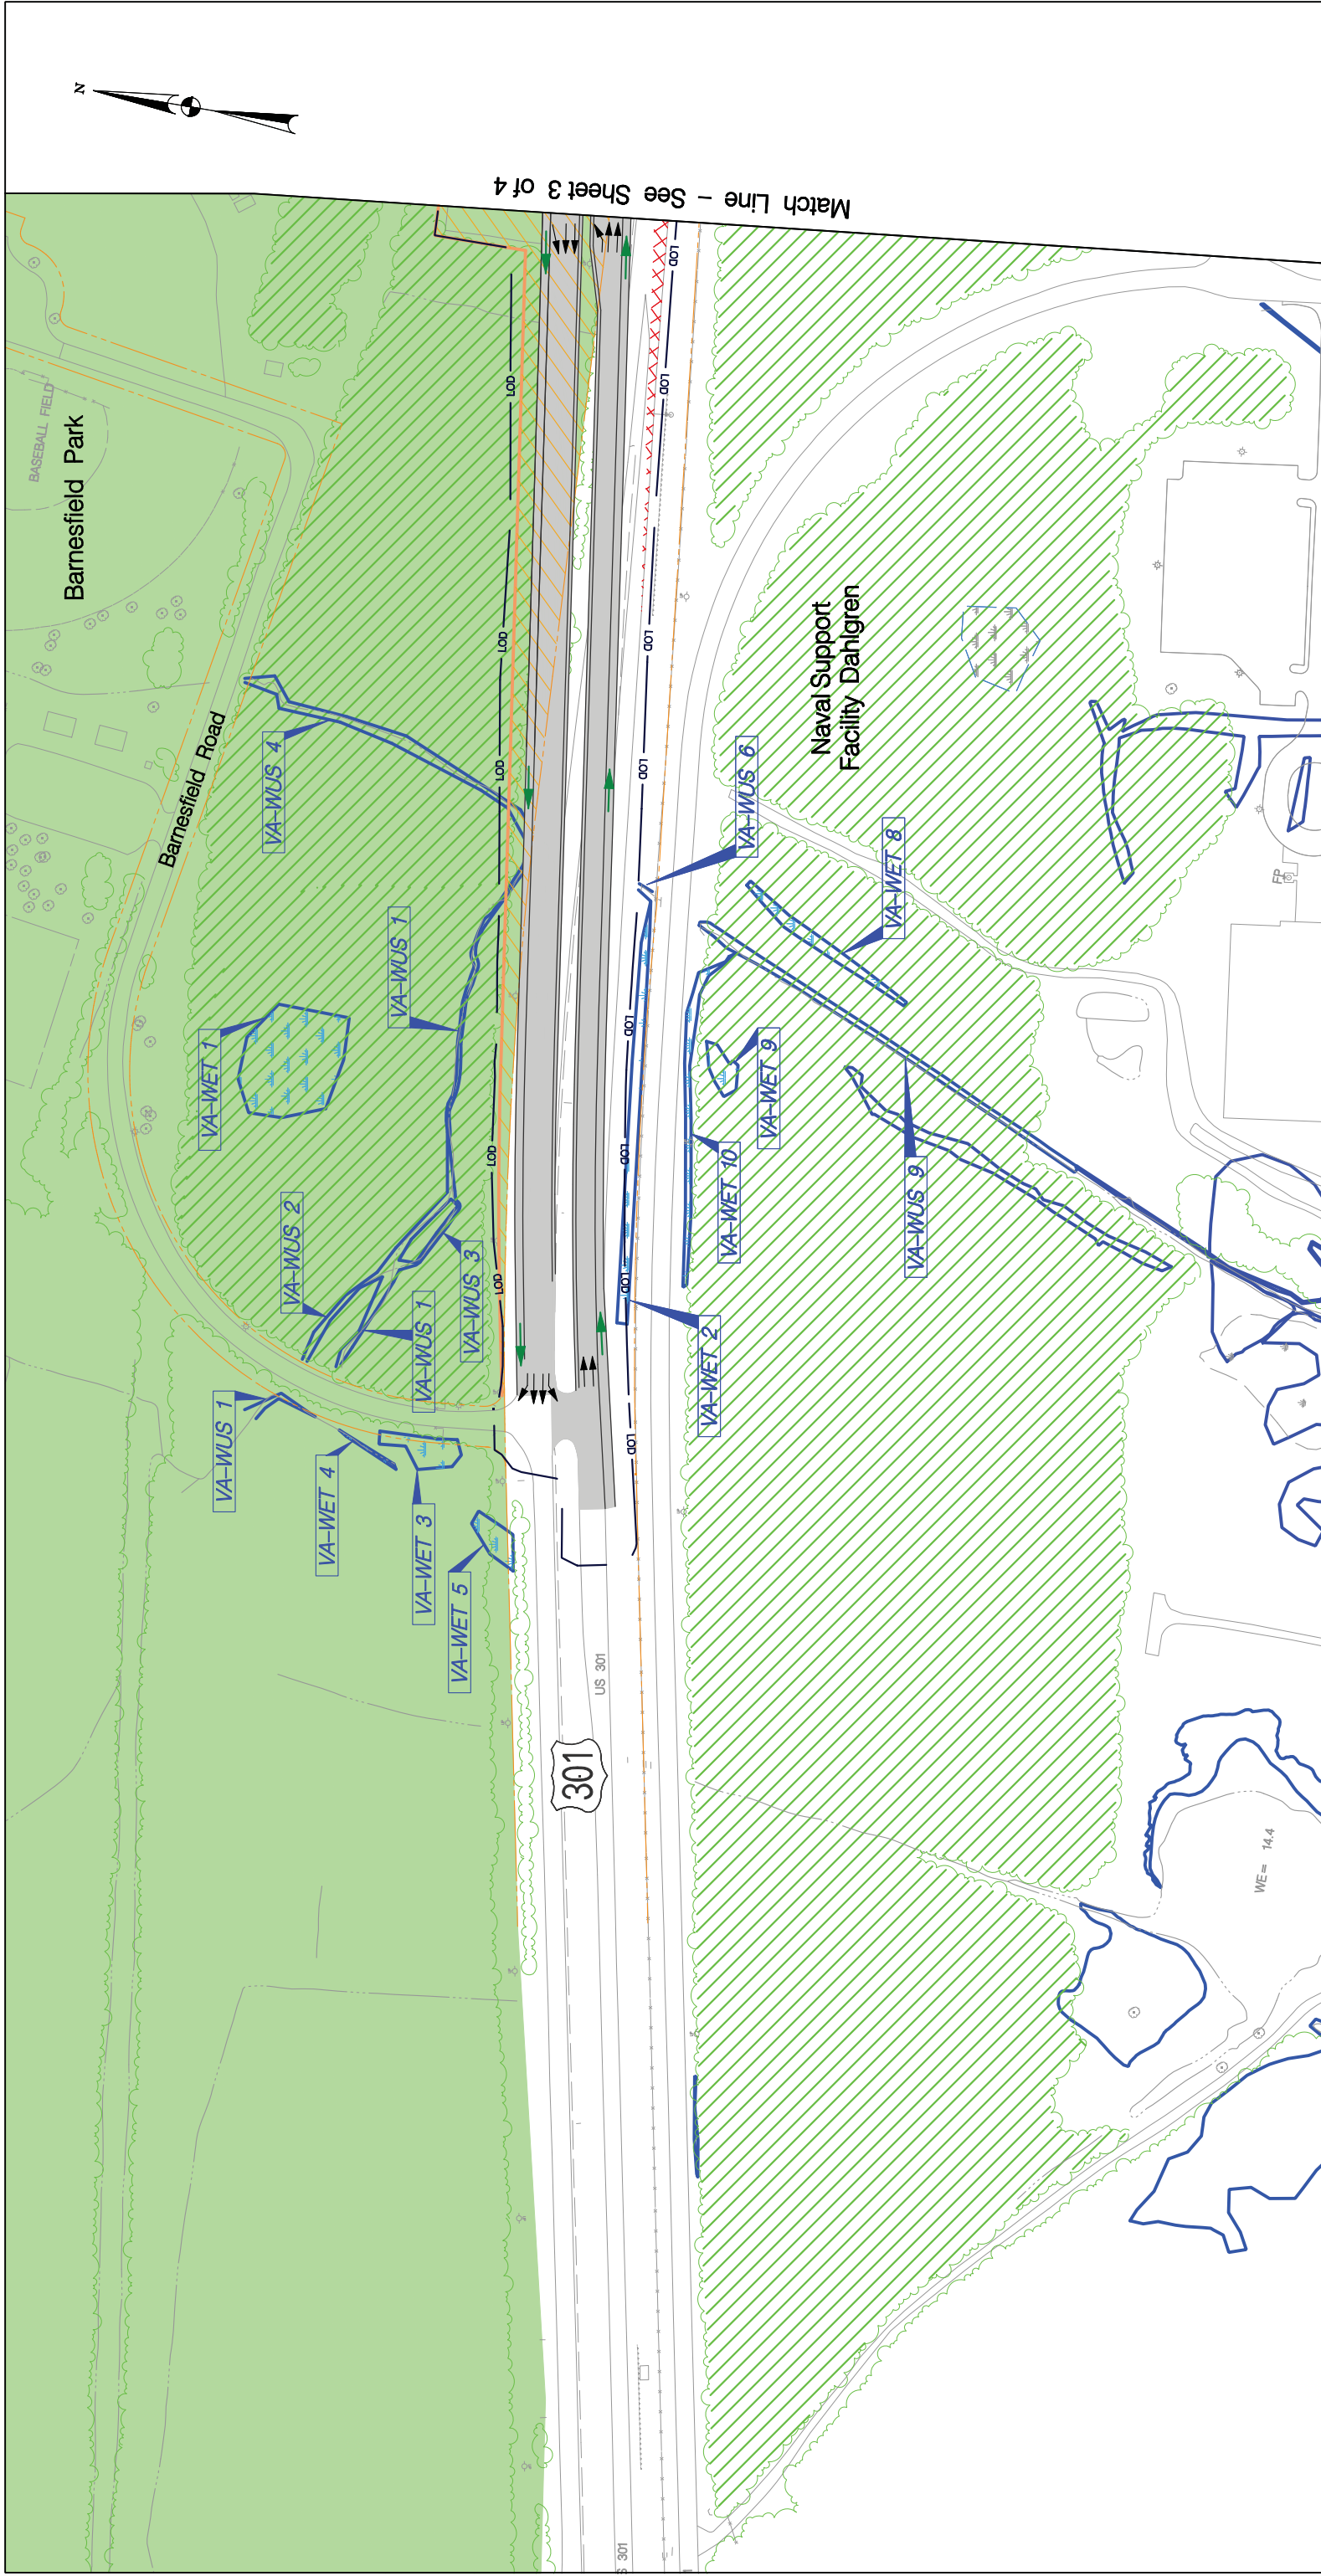 N
Match Line – See Sheet 3 of 4
BASEBALL FIELD
Barnesfield Park
LOD
LOD
LOD
LOD
LOD
Barnesfield Road
VA–WUS 4
LOD
LOD
VA–WUS 6
Naval Support
Facility Dahlgren
VA–WET 8
FP
VA–WUS 1
VA–WET 1
LOD
LOD
LOD
VA–WET 9
VA–WET 10
VA–WUS 9
VA–WUS 2
VA–WUS 3
VA–WUS 1
LOD
LOD
VA–WET 2
VA–WUS 1
VA–WET 4
VA–WET 3
VA–WET 5
LOD
US 301
301
WE = 14.4
S 301